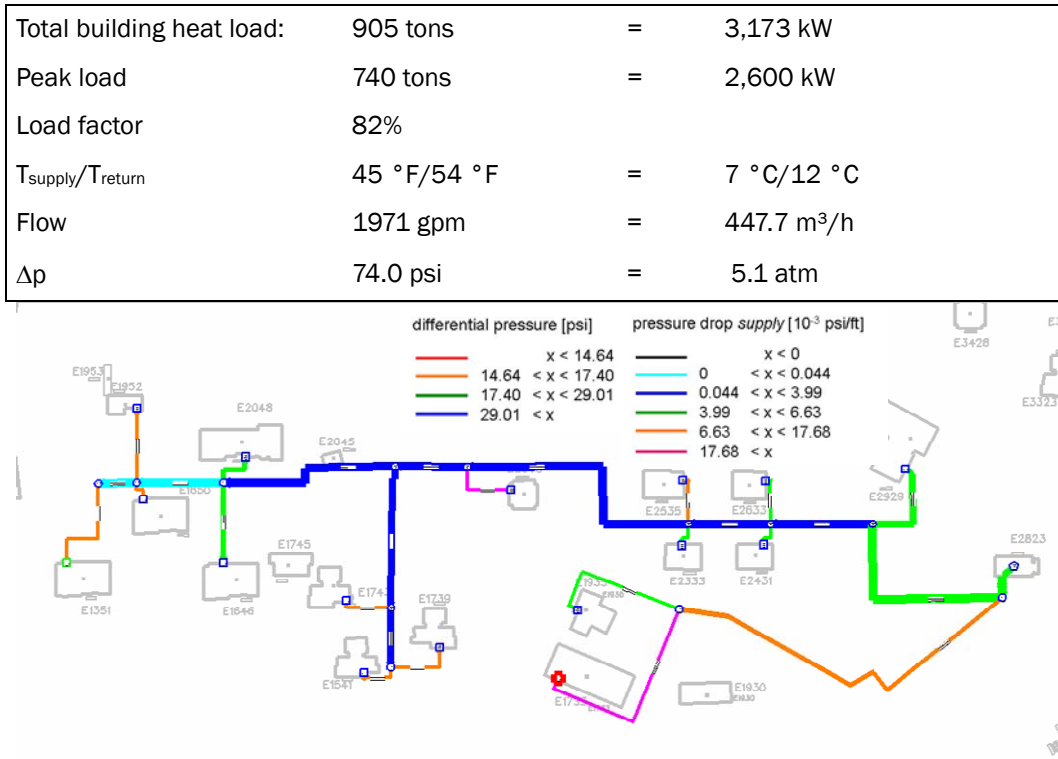 Total building heat load: 905 tons = 3,173 kW
Peak load 740 tons = 2,600 kW
Load factor 82%
Tsupply/Treturn 45 °F/54 °F = 7 °C/12 °C
Flow 1971 gpm = 447.7 m³/h
Δp 74.0 psi = 5.1 atm
differential pressure [psi] pressure drop supply [10⁻³ psi/ft]
x < 14.64 x < 0
14.64 < x < 17.40 0 < x < 0.044
17.40 < x < 29.01 0.044 < x < 3.99
29.01 < x 3.99 < x < 6.63
6.63 < x < 17.68
17.68 < x
E3428
E1953
E1952
E3323
E2048
E2045
E1650
E2535
E2633
E2929
E1745
E2823
E2333
E2431
E1351
E1646
E1739
E1935
E1541
E1930
E1930